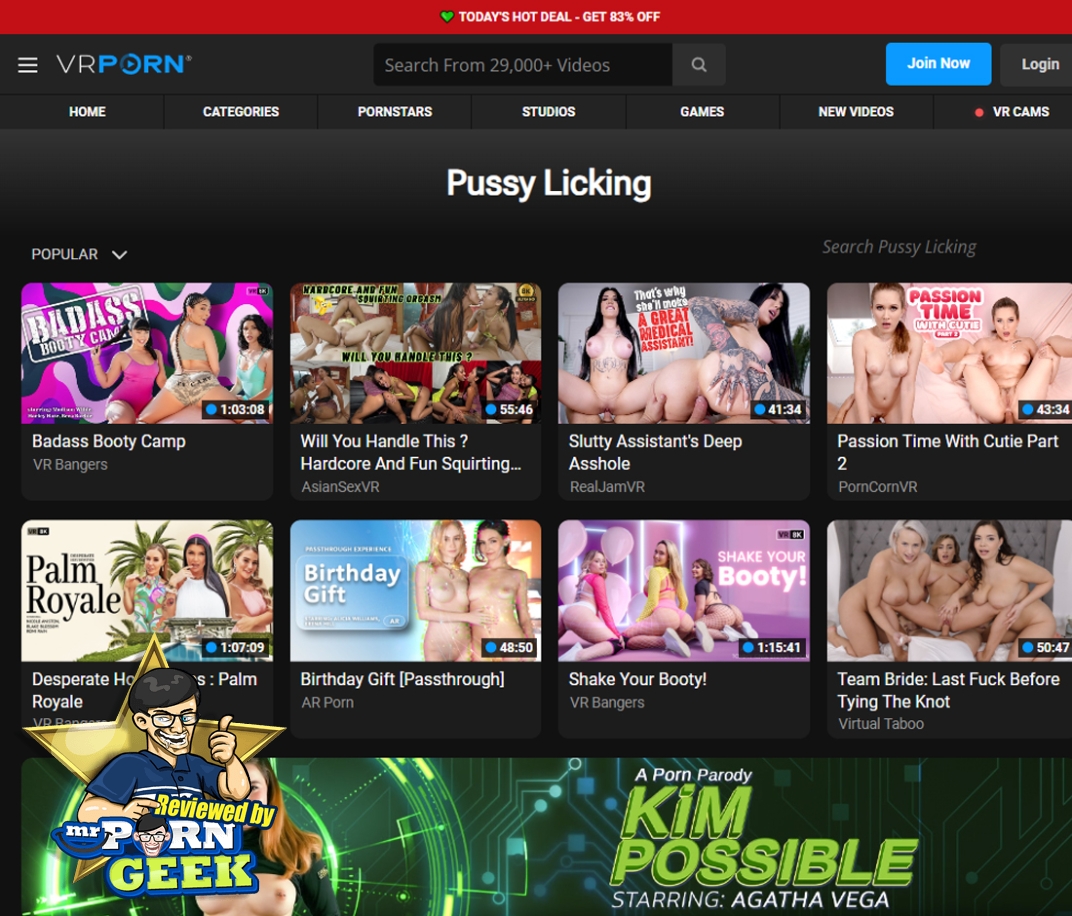 TODAY'S HOT DEAL - GET 83% OFF
VRPORN®
Search From 29,000+ Videos
Join Now
Login
HOME
CATEGORIES
PORNSTARS
STUDIOS
GAMES
NEW VIDEOS
VR CAMS
Pussy Licking
POPULAR
Search Pussy Licking
BADASS
BOOTY CAMP
1:03:08
Badass Booty Camp
VR Bangers
HARDCORE AND FUN
SQUIRTING ORGASM
WILL YOU HANDLE THIS ?
55:46
Will You Handle This ?
Hardcore And Fun Squirting...
AsianSexVR
That's why
she'll make
A GREAT
MEDICAL
ASSISTANT!
41:34
Slutty Assistant's Deep
Asshole
RealJamVR
PASSION
TIME
WITH CUTIE
PART 2
43:34
Passion Time With Cutie Part
2
PornCornVR
Palm
Royale
1:07:09
Desperate Ho
: Palm
Royale
VR Bangers
PASSTHROUGH EXPERIENCE
Birthday
Gift
AR
48:50
Birthday Gift [Passthrough]
AR Porn
VR 8K
SHAKE YOUR
Booty!
1:15:41
Shake Your Booty!
VR Bangers
50:47
Team Bride: Last Fuck Before
Tying The Knot
Virtual Taboo
Reviewed by
mr PORN
GEEK
A Porn Parody
KiM
POSSIBLE
STARRING: AGATHA VEGA